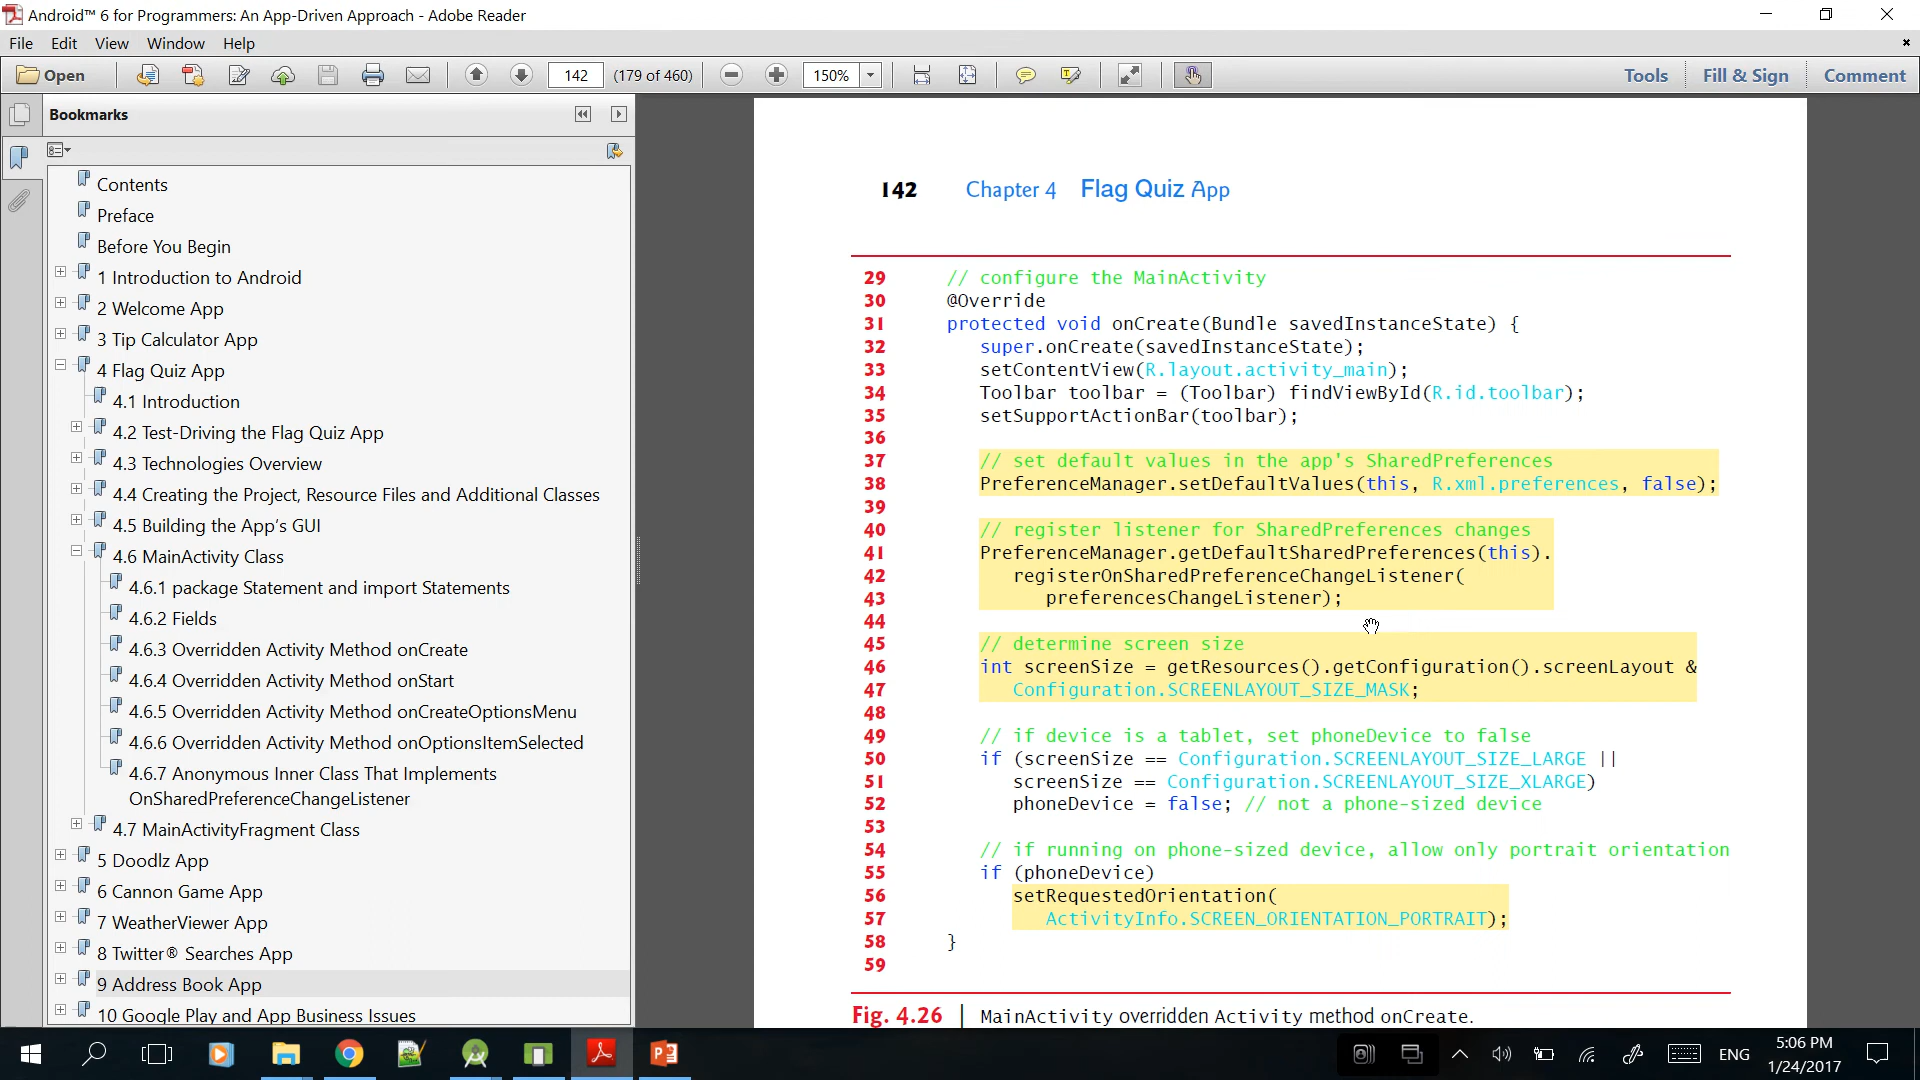 Android™ 6 for Programmers: An App-Driven Approach - Adobe Reader
File Edit View Window Help
Open 142 (179 of 460) 150% Tools Fill & Sign Comment
Bookmarks
Contents
Preface
Before You Begin
1 Introduction to Android
2 Welcome App
3 Tip Calculator App
4 Flag Quiz App
4.1 Introduction
4.2 Test-Driving the Flag Quiz App
4.3 Technologies Overview
4.4 Creating the Project, Resource Files and Additional Classes
4.5 Building the App's GUI
4.6 MainActivity Class
4.6.1 package Statement and import Statements
4.6.2 Fields
4.6.3 Overridden Activity Method onCreate
4.6.4 Overridden Activity Method onStart
4.6.5 Overridden Activity Method onCreateOptionsMenu
4.6.6 Overridden Activity Method onOptionsItemSelected
4.6.7 Anonymous Inner Class That Implements
OnSharedPreferenceChangeListener
4.7 MainActivityFragment Class
5 Doodlz App
6 Cannon Game App
7 WeatherViewer App
8 Twitter® Searches App
9 Address Book App
10 Google Play and App Business Issues
142 Chapter 4 Flag Quiz App
29 // configure the MainActivity
30 @Override
31 protected void onCreate(Bundle savedInstanceState) {
32 super.onCreate(savedInstanceState);
33 setContentView(R.layout.activity_main);
34 Toolbar toolbar = (Toolbar) findViewById(R.id.toolbar);
35 setSupportActionBar(toolbar);
36
37 // set default values in the app's SharedPreferences
38 PreferenceManager.setDefaultValues(this, R.xml.preferences, false);
39
40 // register listener for SharedPreferences changes
41 PreferenceManager.getDefaultSharedPreferences(this).
42 registerOnSharedPreferenceChangeListener(
43 preferencesChangeListener);
44
45 // determine screen size
46 int screenSize = getResources().getConfiguration().screenLayout &
47 Configuration.SCREENLAYOUT_SIZE_MASK;
48
49 // if device is a tablet, set phoneDevice to false
50 if (screenSize == Configuration.SCREENLAYOUT_SIZE_LARGE ||
51 screenSize == Configuration.SCREENLAYOUT_SIZE_XLARGE)
52 phoneDevice = false; // not a phone-sized device
53
54 // if running on phone-sized device, allow only portrait orientation
55 if (phoneDevice)
56 setRequestedOrientation(
57 ActivityInfo.SCREEN_ORIENTATION_PORTRAIT);
58 }
59
Fig. 4.26 | MainActivity overridden Activity method onCreate.
ENG
5:06 PM
1/24/2017